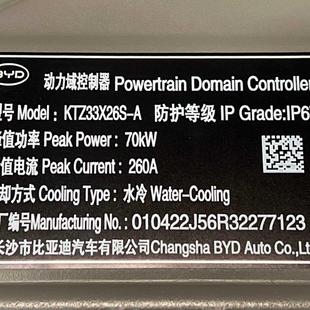 BYD
动力域控制器 Powertrain Domain Controller
型号 Model: KTZ33X26S-A 防护等级 IP Grade:IP6
峰值功率 Peak Power: 70kW
值电流 Peak Current: 260A
却方式 Cooling Type: 水冷 Water-Cooling
厂编号Manufacturing No.: 010422J56R32277123
长沙市比亚迪汽车有限公司Changsha BYD Auto Co.,Lt